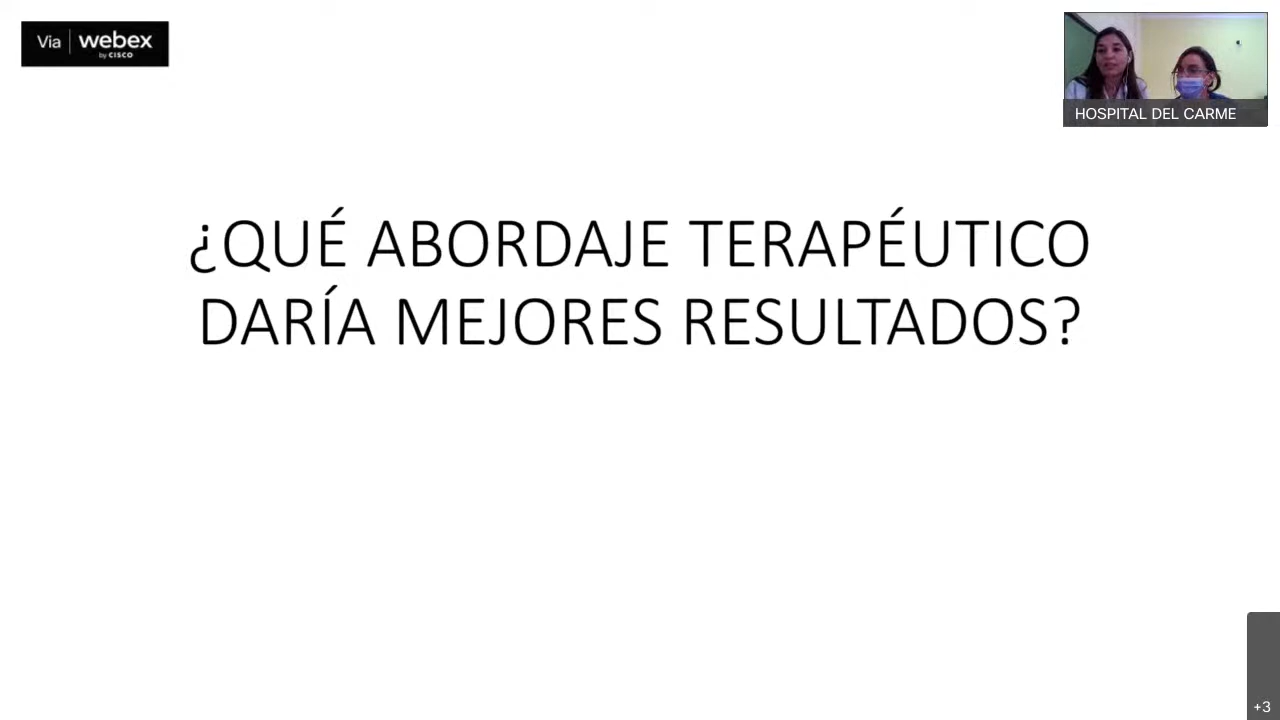 Via webex
by CISCO
HOSPITAL DEL CARME
¿QUÉ ABORDAJE TERAPÉUTICO
DARÍA MEJORES RESULTADOS?
+3